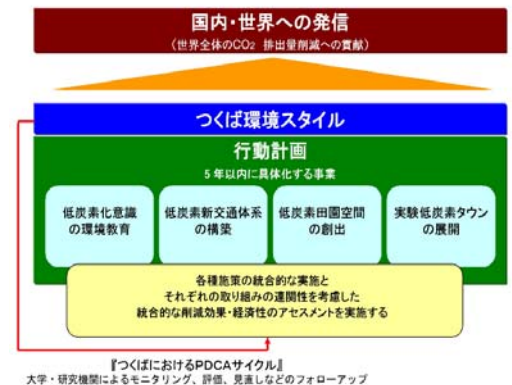 国内・世界への発信
(世界全体のCO2 排出量削減への貢献)
つくば環境スタイル
行動計画
5年以内に具体化する事業
低炭素化意識
の環境教育
低炭素新交通体系
の構築
低炭素田園空間
の創出
実験低炭素タウン
の展開
各種施策の統合的な実施と
それぞれの取り組みの連関性を考慮した
統合的な削減効果・経済性のアセスメントを実施する
『つくばにおけるPDCAサイクル』
大学・研究機関によるモニタリング、評価、見直しなどのフォローアップ